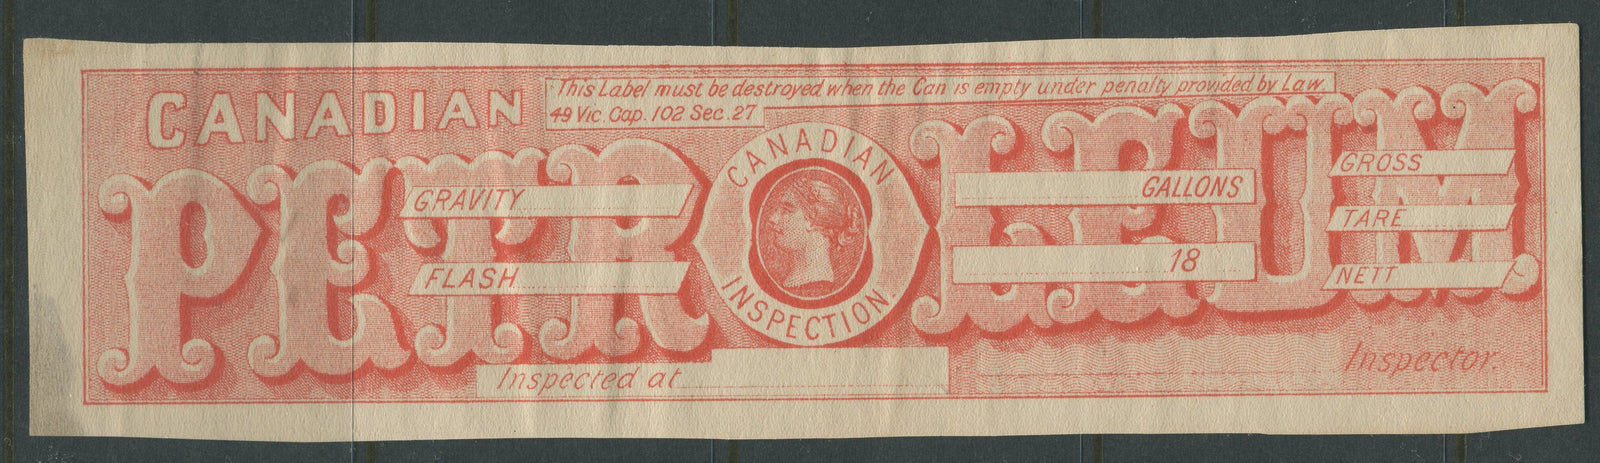 CANADIAN
This Label must be destroyed when the Can is empty under penalty provided by Law.
49 Vic. Cap. 102 Sec. 27
PETROLEUM.
CANADIAN
INSPECTION
GRAVITY
FLASH
GALLONS
18
GROSS
TARE
NETT
Inspected at
Inspector.